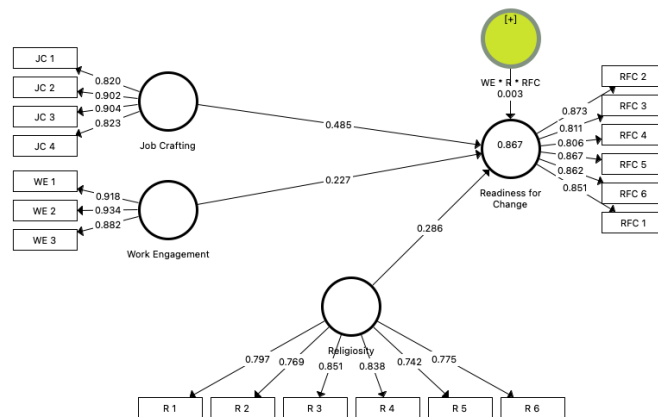 [+]
JC 1
JC 2
JC 3
JC 4
0.820
0.902
0.904
0.823
Job Crafting
WE * R * RFC
0.003
RFC 2
RFC 3
RFC 4
RFC 5
RFC 6
RFC 1
0.873
0.811
0.806
0.867
0.862
0.851
0.867
Readiness for
Change
0.485
0.227
0.286
WE 1
WE 2
WE 3
0.918
0.934
0.882
Work Engagement
Religiosity
0.797
0.769
0.851
0.838
0.742
0.775
R 1
R 2
R 3
R 4
R 5
R 6